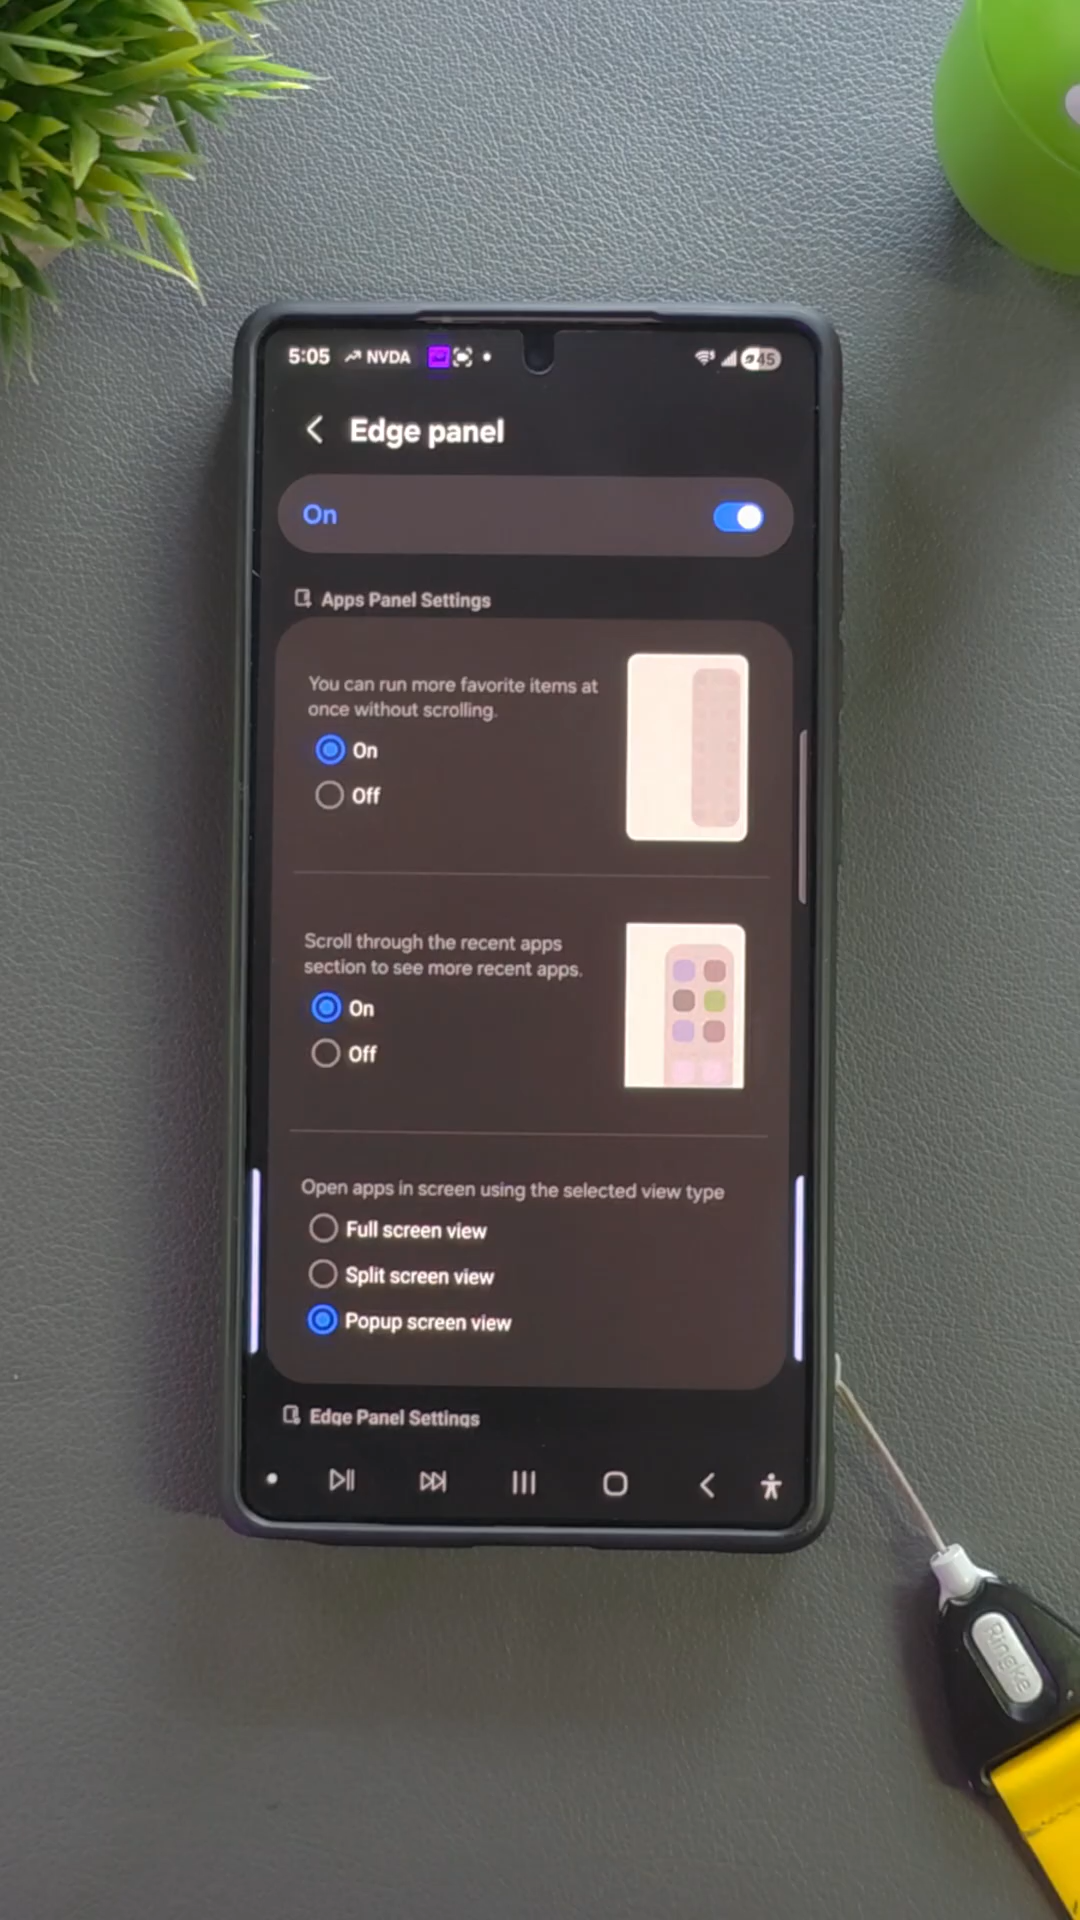 5:05 NVDA 45
Edge panel
On
Apps Panel Settings
You can run more favorite items at
once without scrolling.
On
Off
Scroll through the recent apps
section to see more recent apps.
On
Off
Open apps in screen using the selected view type
Full screen view
Split screen view
Popup screen view
Edge Panel Settings
Ringke